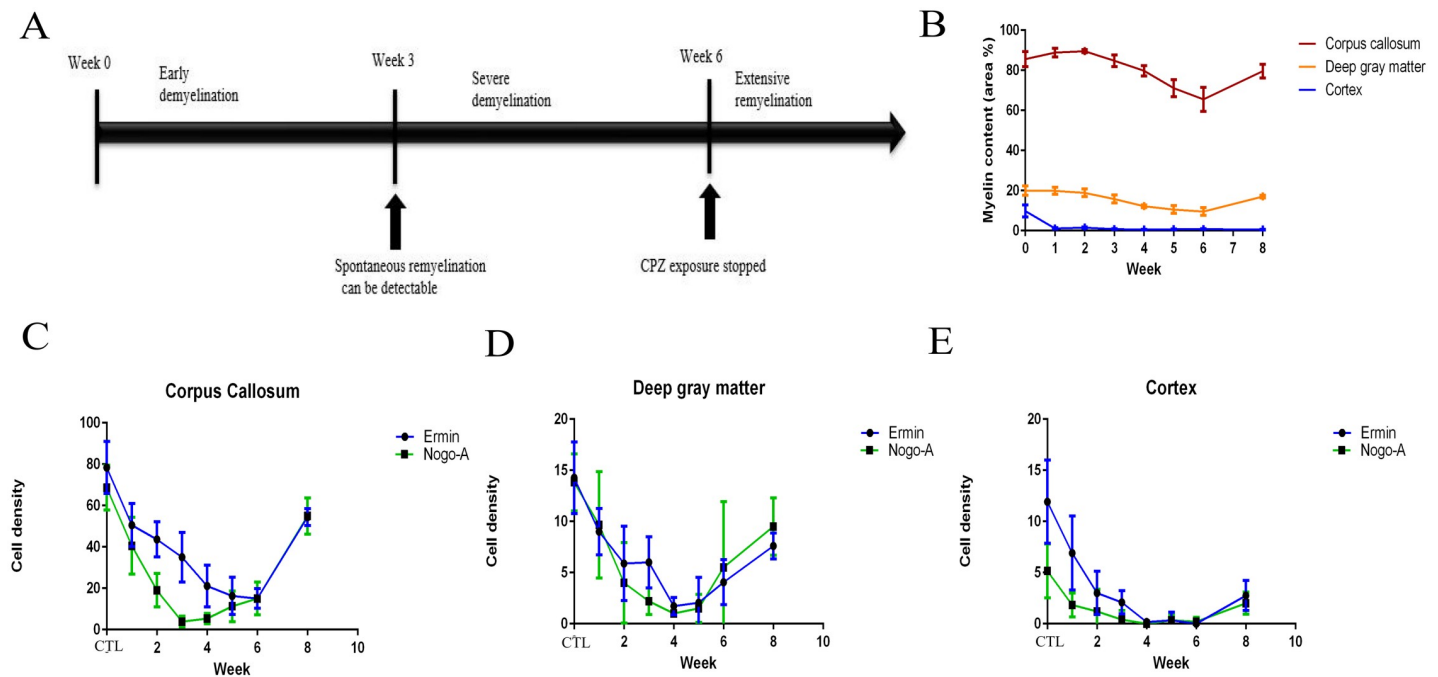 A
Week 0
Week 3
Week 6
Early
demyelination
Severe
demyelination
Extensive
remyelination
Spontaneous remyelination
can be detectable
CPZ exposure stopped
B
Myelin content (area %)
100
80
60
40
20
0
0 1 2 3 4 5 6 7 8
Week
Corpus callosum
Deep gray matter
Cortex
C
Corpus Callosum
Cell density
100
80
60
40
20
0
CTL 2 4 6 8 10
Week
Ermin
Nogo-A
D
Deep gray matter
Cell density
20
15
10
5
0
CTL 2 4 6 8 10
Week
Ermin
Nogo-A
E
Cortex
Cell density
20
15
10
5
0
CTL 2 4 6 8 10
Week
Ermin
Nogo-A